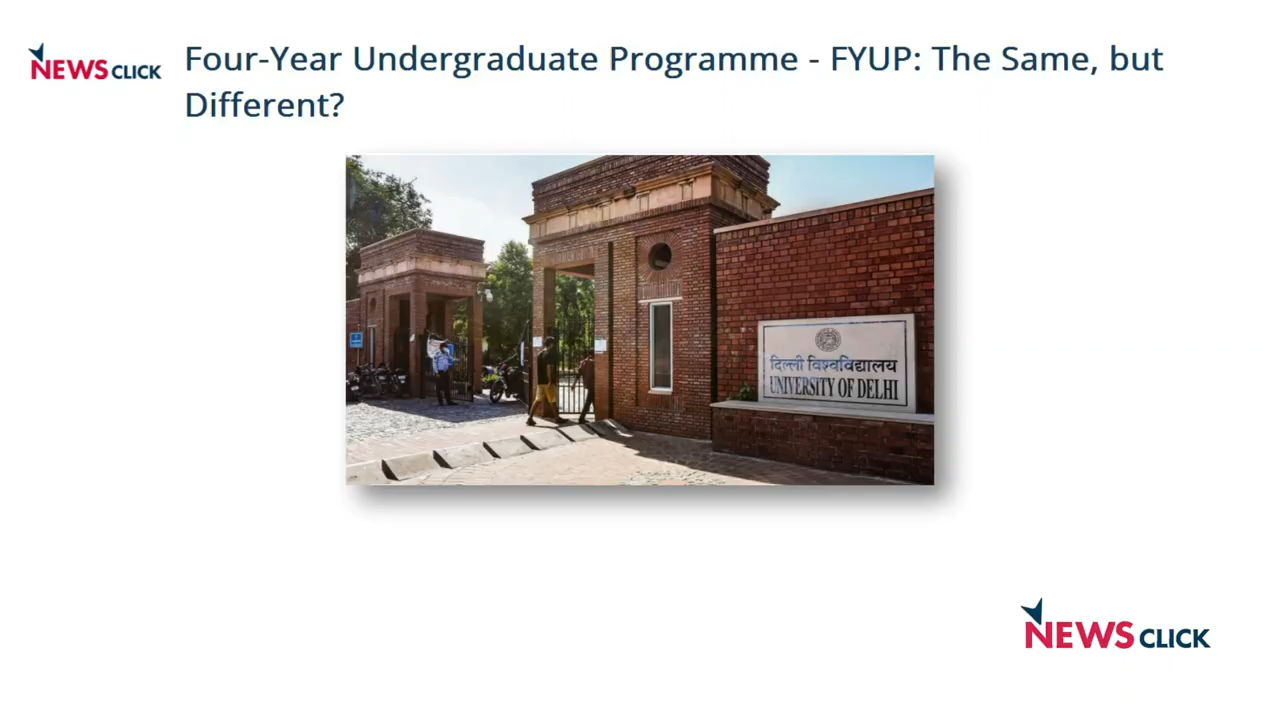 NEWS CLICK
Four-Year Undergraduate Programme - FYUP: The Same, but
Different?
दिल्ली विश्वविद्यालय
UNIVERSITY OF DELHI
NEWS CLICK